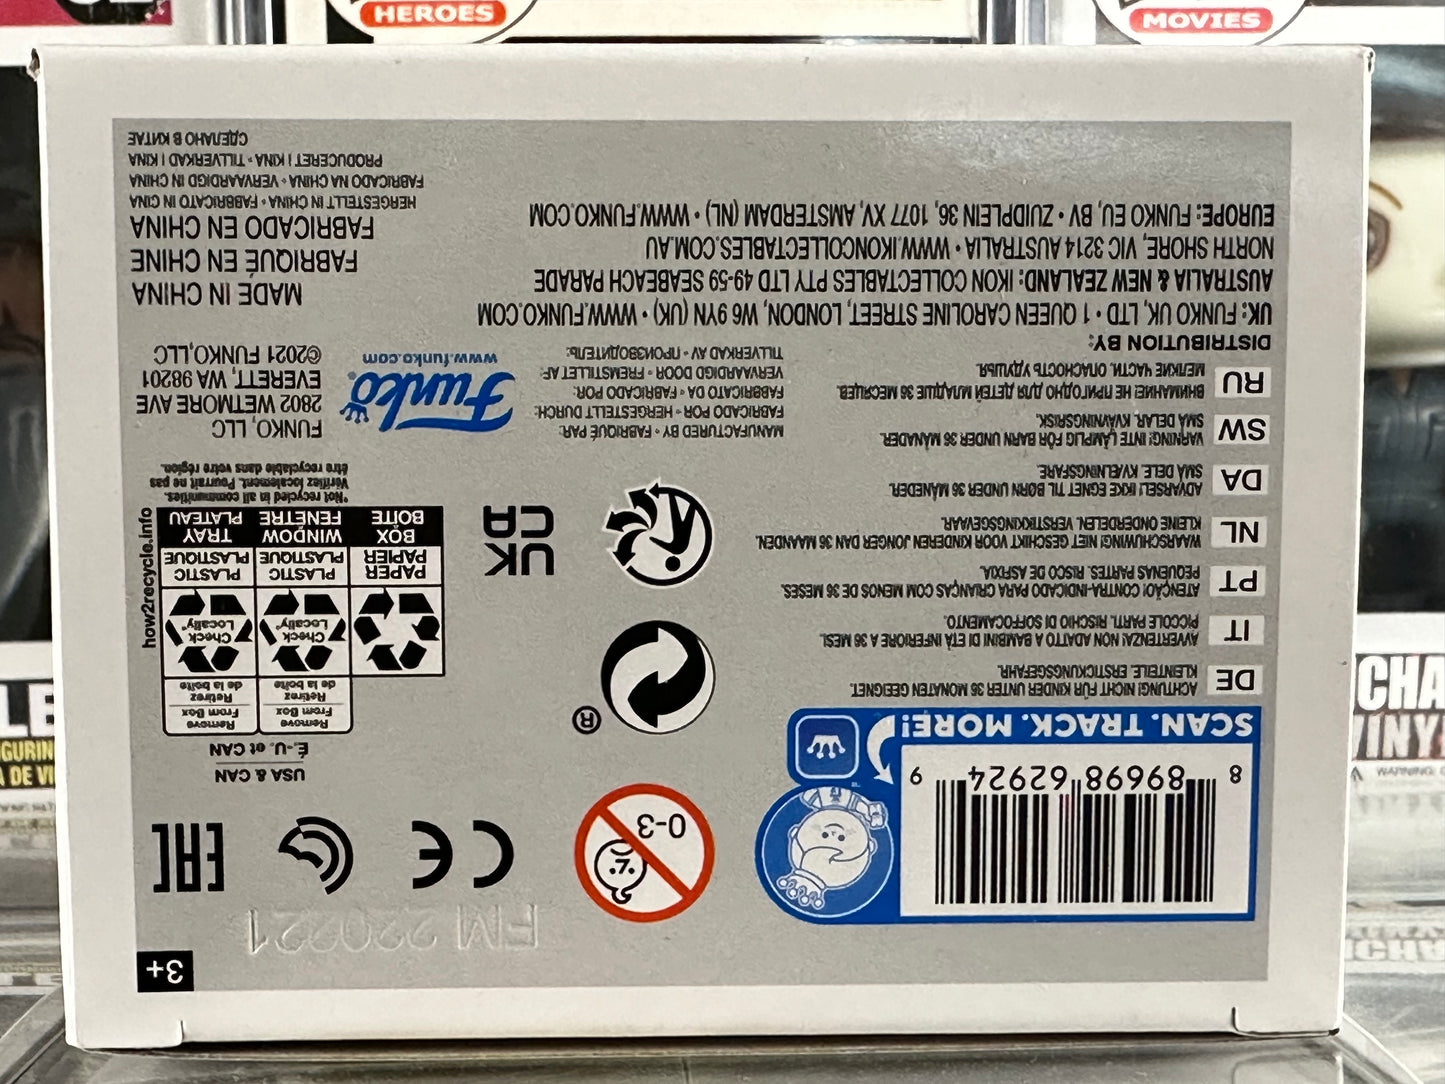 HEROES
MOVIES
3+
FM 220221
0-3
CE
EAC
SCAN. TRACK. MORE!
8 89698 62924 9
USA & CAN
É.-U. et CAN
Remove
From Box
Retirez
de la boîte
Remove
From Box
Retirez
de la boîte
Check
Locally*
Check
Locally*
PAPER
PAPIER
PLASTIC
PLASTIQUE
PLASTIC
PLASTIQUE
BOX
BOÎTE
WINDOW
FENÊTRE
TRAY
PLATEAU
how2recycle.info
*Not recycled in all communities.
Vérifiez localement. Pourrait ne pas
être recyclable dans votre région.
®
UK
CA
DE
ACHTUNG! NICHT FÜR KINDER UNTER 36 MONATEN GEEIGNET.
KLEINTEILE. ERSTICKUNGSGEFAHR.
IT
AVVERTENZA! NON ADATTO A BAMBINI DI ETÀ INFERIORE A 36 MESI.
PICCOLE PARTI. RISCHIO DI SOFFOCAMENTO.
PT
ATENÇÃO! CONTRA-INDICADO PARA CRIANÇAS COM MENOS DE 36 MESES.
PEQUENAS PARTES. RISCO DE ASFIXIA.
NL
WAARSCHUWING! NIET GESCHIKT VOOR KINDEREN JONGER DAN 36 MAANDEN.
KLEINE ONDERDELEN. VERSTIKKINGSGEVAAR.
DA
ADVARSEL! IKKE EGNET TIL BØRN UNDER 36 MÅNEDER.
SMÅ DELE. KVÆLNINGSFARE.
SW
VARNING! INTE LÄMPLIG FÖR BARN UNDER 36 MÅNADER.
SMÅ DELAR. KVÄVNINGSRISK.
RU
ВНИМАНИЕ! НЕ ПРИГОДНО ДЛЯ ДЕТЕЙ МЛАДШЕ 36 МЕСЯЦЕВ.
МЕЛКИЕ ЧАСТИ. ОПАСНОСТЬ УДУШЬЯ.
FUNKO, LLC
2802 WETMORE AVE
EVERETT, WA 98201
©2021 FUNKO,LLC
Funko®
www.funko.com
MANUFACTURED BY • FABRIQUÉ PAR:
FABRICADO POR • HERGESTELLT DURCH:
FABBRICATO DA • FABRICADO POR:
VERVAARDIGD DOOR • FREMSTILLET AF:
TILLVERKAD AV • ПРОИЗВОДИТЕЛЬ:
DISTRIBUTION BY:
UK: FUNKO UK, LTD • 1 QUEEN CAROLINE STREET, LONDON, W6 9YN (UK) • WWW.FUNKO.COM
AUSTRALIA & NEW ZEALAND: IKON COLLECTABLES PTY LTD 49-59 SEABEACH PARADE
NORTH SHORE, VIC 3214 AUSTRALIA • WWW.IKONCOLLECTABLES.COM.AU
EUROPE: FUNKO EU, BV • ZUIDPLEIN 36, 1077 XV, AMSTERDAM (NL) • WWW.FUNKO.COM
MADE IN CHINA
FABRIQUÉ EN CHINE
FABRICADO EN CHINA
HERGESTELLT IN CHINA • FABBRICATO IN CINA
FABRICADO NA CHINA • VERVAARDIGD IN CHINA
PRODUCERET I KINA • TILLVERKAD I KINA
СДЕЛАНО В КИТАЕ